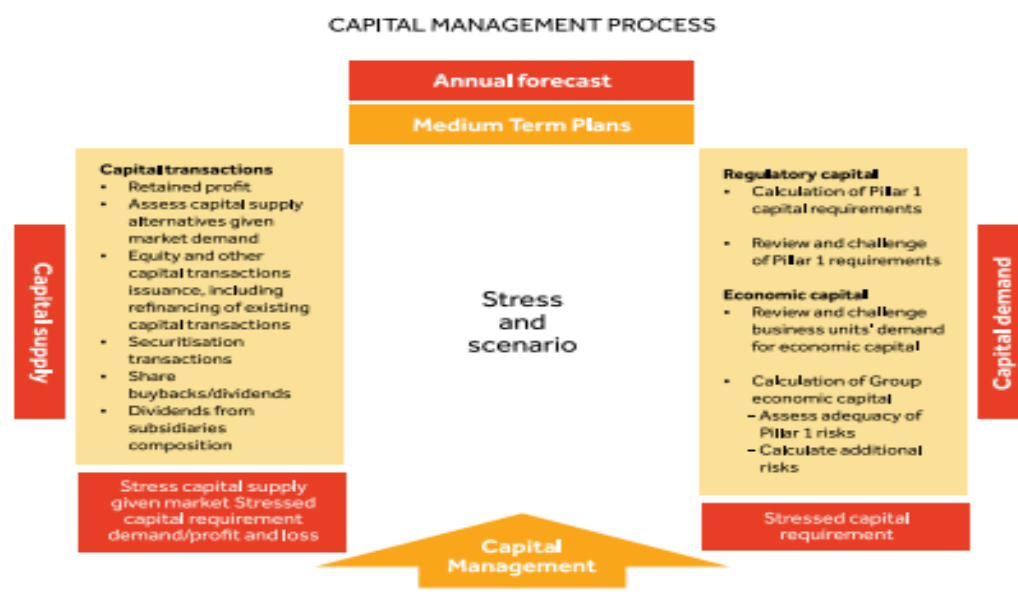 CAPITAL MANAGEMENT PROCESS
Annual forecast
Medium Term Plans
Capital supply
Capital transactions
• Retained profit
• Assess capital supply
alternatives given
market demand
• Equity and other
capital transactions
issuance, including
refinancing of existing
capital transactions
• Securitisation
transactions
• Share
buybacks/dividends
• Dividends from
subsidiaries
composition
Stress capital supply
given market Stressed
capital requirement
demand/profit and loss
Stress
and
scenario
Capital
Management
Regulatory capital
• Calculation of Pillar 1
capital requirements
• Review and challenge
of Pillar 1 requirements
Economic capital
• Review and challenge
business units' demand
for economic capital
• Calculation of Group
economic capital
– Assess adequacy of
Pillar 1 risks
– Calculate additional
risks
Stressed capital
requirement
Capital demand